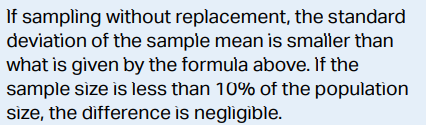 If sampling without replacement, the standard
deviation of the sample mean is smaller than
what is given by the formula above. If the
sample size is less than 10% of the population
size, the difference is negligible.